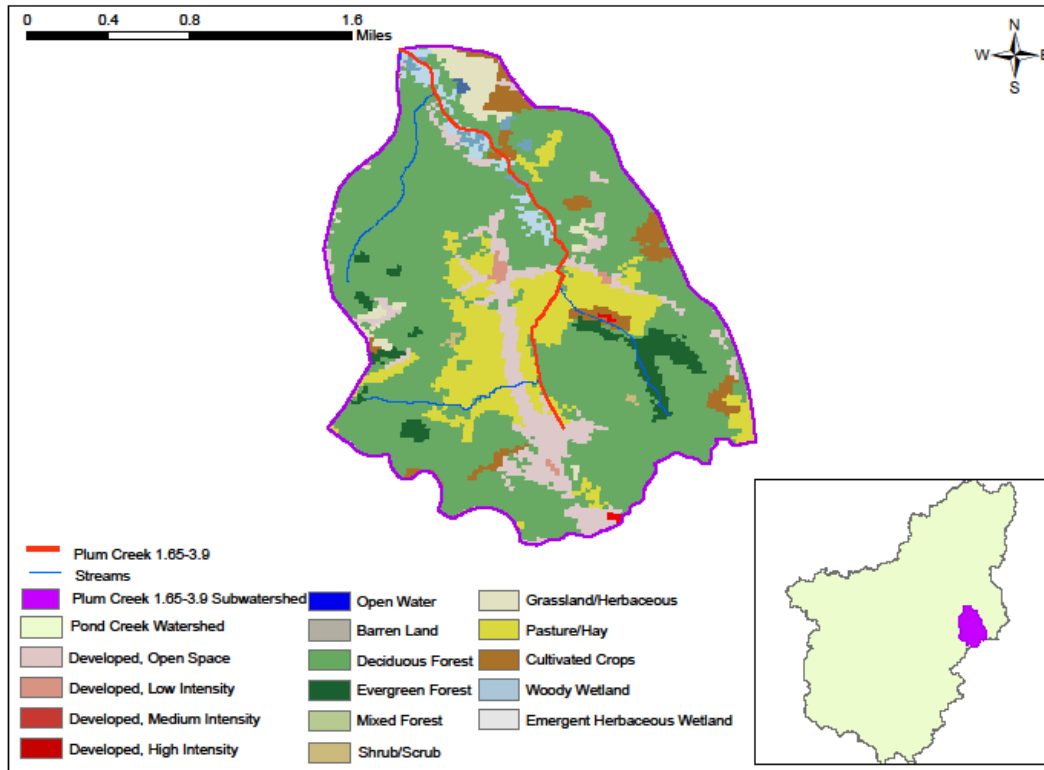 0 0.4 0.8 1.6
Miles
N
W E
S
Plum Creek 1.65-3.9
Streams
Plum Creek 1.65-3.9 Subwatershed
Pond Creek Watershed
Developed, Open Space
Developed, Low Intensity
Developed, Medium Intensity
Developed, High Intensity
Open Water
Barren Land
Deciduous Forest
Evergreen Forest
Mixed Forest
Shrub/Scrub
Grassland/Herbaceous
Pasture/Hay
Cultivated Crops
Woody Wetland
Emergent Herbaceous Wetland